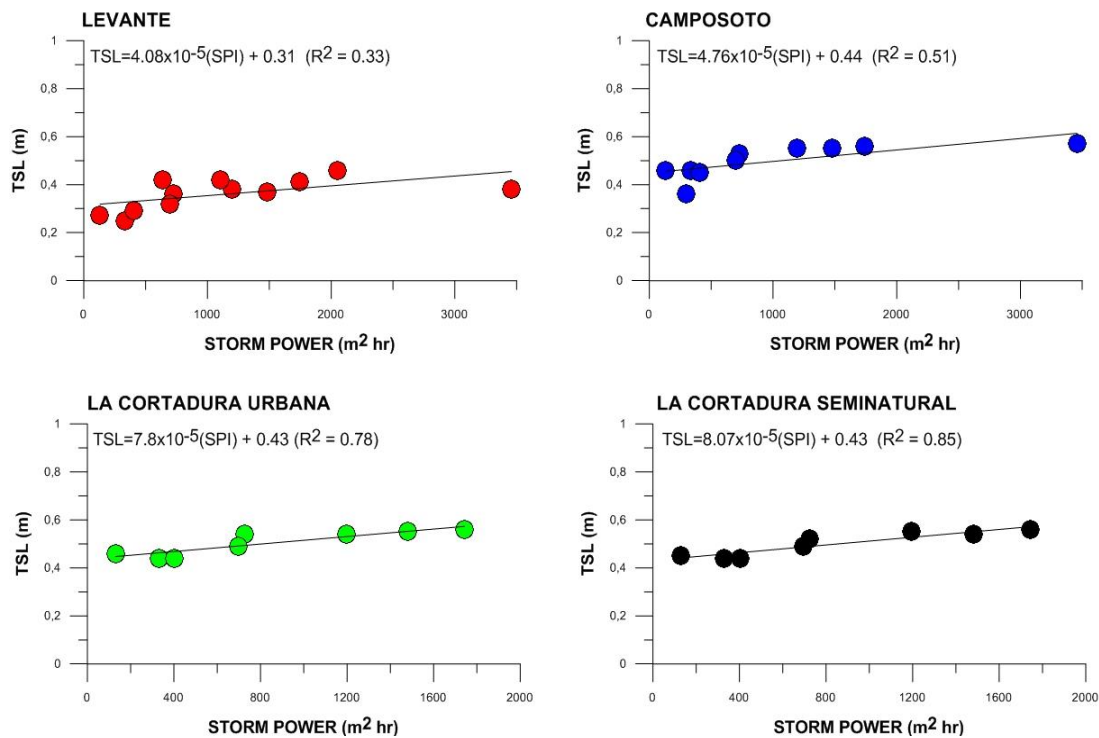 LEVANTE
TSL=4.08x10-5(SPI) + 0.31 (R2 = 0.33)
1
0,8
0,6
0,4
0,2
0
TSL (m)
0 1000 2000 3000
STORM POWER (m2 hr)
CAMPOSOTO
TSL=4.76x10-5(SPI) + 0.44 (R2 = 0.51)
1
0,8
0,6
0,4
0,2
0
TSL (m)
0 1000 2000 3000
STORM POWER (m2 hr)
LA CORTADURA URBANA
TSL=7.8x10-5(SPI) + 0.43 (R2 = 0.78)
1
0,8
0,6
0,4
0,2
0
TSL (m)
0 400 800 1200 1600 2000
STORM POWER (m2 hr)
LA CORTADURA SEMINATURAL
TSL=8.07x10-5(SPI) + 0.43 (R2 = 0.85)
1
0,8
0,6
0,4
0,2
0
TSL (m)
0 400 800 1200 1600 2000
STORM POWER (m2 hr)